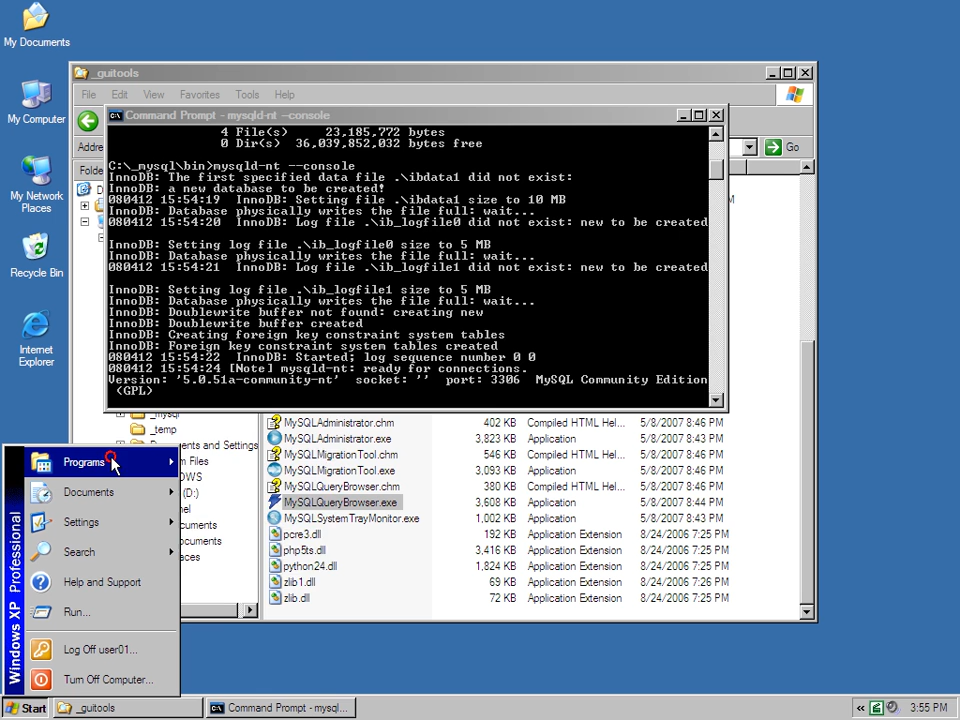 My Documents
My Computer
My Network
Places
Recycle Bin
Internet
Explorer
_guitools
File Edit View Favorites Tools Help
Addre
Go
Folde
Command Prompt - mysqld-nt --console
4 File(s) 23,185,772 bytes
0 Dir(s) 36,039,852,032 bytes free
C:\_mysql\bin>mysqld-nt --console
InnoDB: The first specified data file .\ibdata1 did not exist:
InnoDB: a new database to be created!
080412 15:54:19 InnoDB: Setting file .\ibdata1 size to 10 MB
InnoDB: Database physically writes the file full: wait...
080412 15:54:20 InnoDB: Log file .\ib_logfile0 did not exist: new to be created
InnoDB: Setting log file .\ib_logfile0 size to 5 MB
InnoDB: Database physically writes the file full: wait...
080412 15:54:21 InnoDB: Log file .\ib_logfile1 did not exist: new to be created
InnoDB: Setting log file .\ib_logfile1 size to 5 MB
InnoDB: Database physically writes the file full: wait...
InnoDB: Doublewrite buffer not found: creating new
InnoDB: Doublewrite buffer created
InnoDB: Creating foreign key constraint system tables
InnoDB: Foreign key constraint system tables created
080412 15:54:22 InnoDB: Started; log sequence number 0 0
080412 15:54:24 [Note] mysqld-nt: ready for connections.
Version: '5.0.51a-community-nt' socket: '' port: 3306 MySQL Community Edition
(GPL)
_mysql
_temp
Documents and Settings
m Files
OWS
(D:)
nel
cuments
ocuments
aces
MySQLAdministrator.chm 402 KB Compiled HTML Hel... 5/8/2007 8:46 PM
MySQLAdministrator.exe 3,823 KB Application 5/8/2007 8:43 PM
MySQLMigrationTool.chm 654 KB Compiled HTML Hel... 5/8/2007 8:46 PM
MySQLMigrationTool.exe 3,093 KB Application 5/8/2007 8:46 PM
MySQLQueryBrowser.chm 380 KB Compiled HTML Hel... 5/8/2007 8:46 PM
MySQLQueryBrowser.exe 3,608 KB Application 5/8/2007 8:44 PM
MySQLSystemTrayMonitor.exe 1,002 KB Application 5/8/2007 8:43 PM
pcre3.dll 192 KB Application Extension 8/24/2006 7:25 PM
php5ts.dll 3,416 KB Application Extension 8/24/2006 7:25 PM
python24.dll 1,824 KB Application Extension 8/24/2006 7:25 PM
zlib1.dll 69 KB Application Extension 8/24/2006 7:26 PM
zlib.dll 72 KB Application Extension 8/24/2006 7:25 PM
Windows XP Professional
Programs
Documents
Settings
Search
Help and Support
Run...
Log Off user01...
Turn Off Computer...
Start
_guitools
Command Prompt - mysql...
3:55 PM